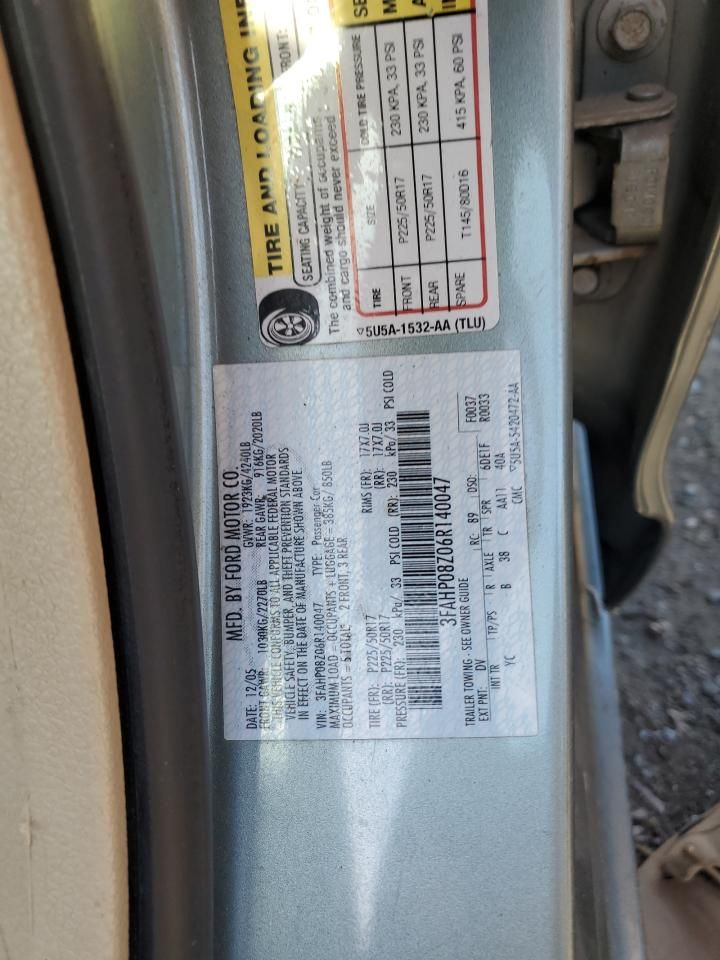 TIRE AND LOADING IN
SEATING CAPACITY:
FRONT:
The combined weight of occupants
and cargo should never exceed
TIRE SIZE COLD TIRE PRESSURE
FRONT P225/50R17 230 KPA, 33 PSI
REAR P225/50R17 230 KPA, 33 PSI
SPARE T145/80D16 415 KPA, 60 PSI
5U5A-1532-AA (TLU)
MFD. BY FORD MOTOR CO.
DATE: 12/05 GVWR: 1923KG/4240LB
FRONT GAWR: 1030KG/2270LB REAR GAWR: 916KG/2020LB
THIS VEHICLE CONFORMS TO ALL APPLICABLE FEDERAL MOTOR
VEHICLE SAFETY, BUMPER, AND THEFT PREVENTION STANDARDS
IN EFFECT ON THE DATE OF MANUFACTURE SHOWN ABOVE.
VIN: 3FAHP08Z06R140047 TYPE: Passenger Car
MAXIMUM LOAD = OCCUPANTS + LUGGAGE = 385KG/ 850LB
OCCUPANTS = 5 TOTAL, 2 FRONT, 3 REAR
TIRE (FR): P225/50R17 RIMS (FR): 17X7.0J
(RR): P225/50R17 (RR): 17X7.0J
PRESSURE (FR): 230 kPa/ 33 PSI COLD (RR): 230 kPa/ 33 PSI COLD
3FAHP08Z06R140047
TRAILER TOWING - SEE OWNER GUIDE F0037
EXT PNT: DV RC: 89 DSO: R0033
INT TR TP/PS R AXLE TR SPR 6DE1F
YC B 38 C AA11 40A
CMC 5U5A-5420472-AA